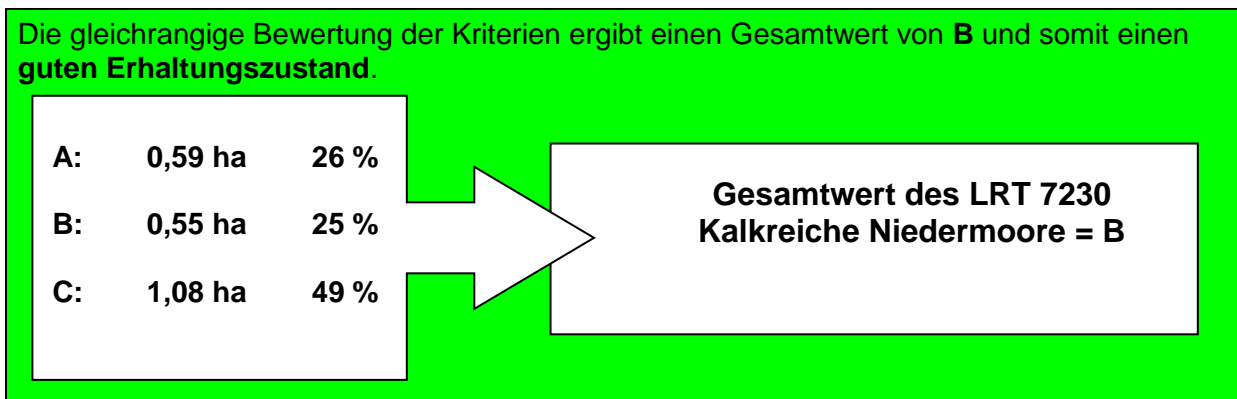 Die gleichrangige Bewertung der Kriterien ergibt einen Gesamtwert von B und somit einen
guten Erhaltungszustand.
A: 0,59 ha 26 %
B: 0,55 ha 25 %
C: 1,08 ha 49 %
Gesamtwert des LRT 7230
Kalkreiche Niedermoore = B